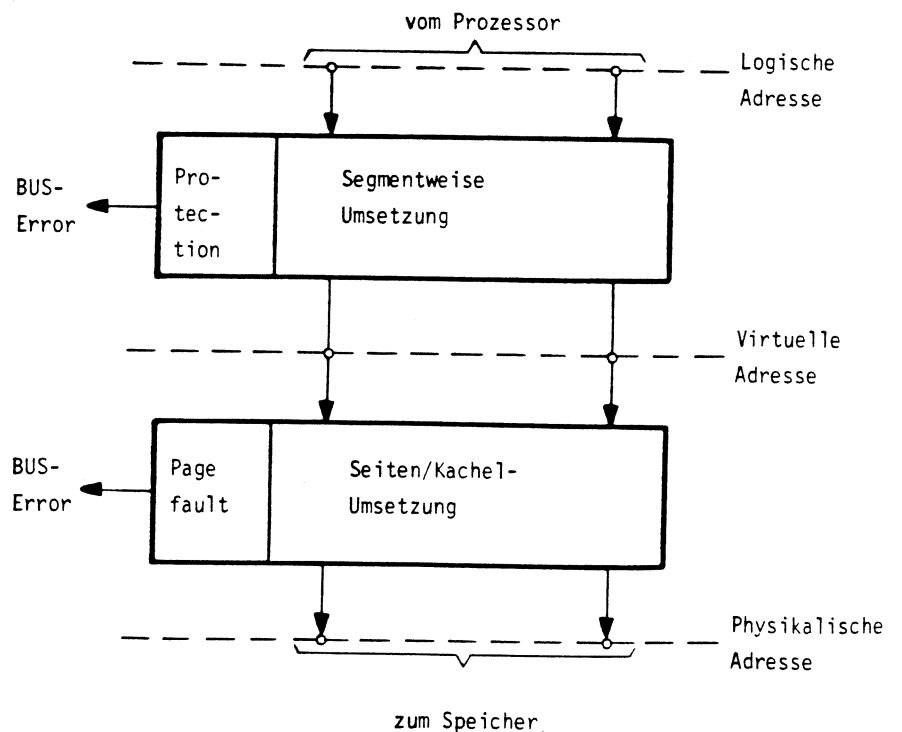 vom Prozessor
Logische
Adresse
BUS-
Error
Pro-
tec-
tion
Segmentweise
Umsetzung
Virtuelle
Adresse
BUS-
Error
Page
fault
Seiten/Kachel-
Umsetzung
Physikalische
Adresse
zum Speicher